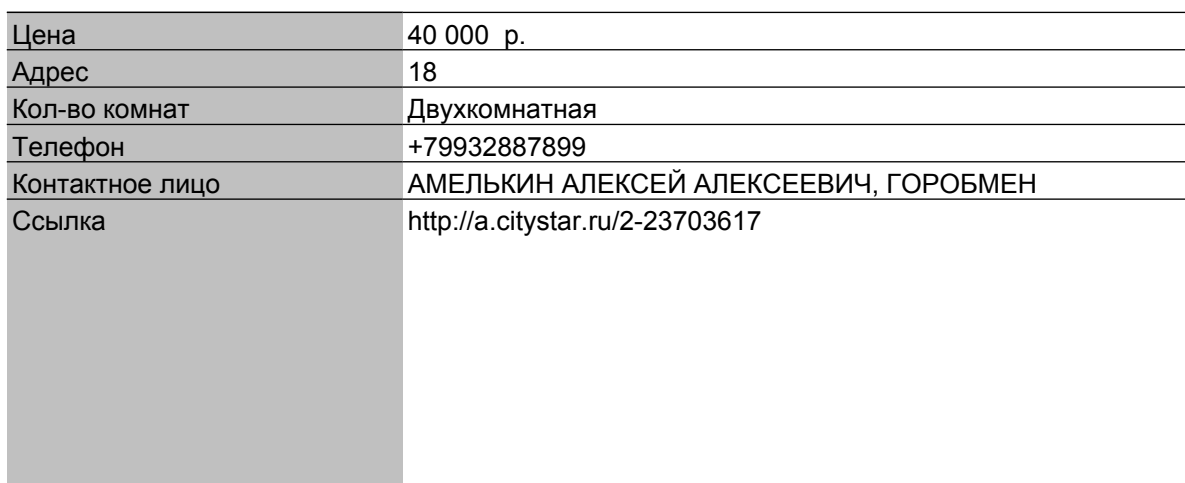 Цена 40 000 р.
Адрес 18
Кол-во комнат Двухкомнатная
Телефон +79932887899
Контактное лицо АМЕЛЬКИН АЛЕКСЕЙ АЛЕКСЕЕВИЧ, ГОРОБМЕН
Ссылка http://a.citystar.ru/2-23703617